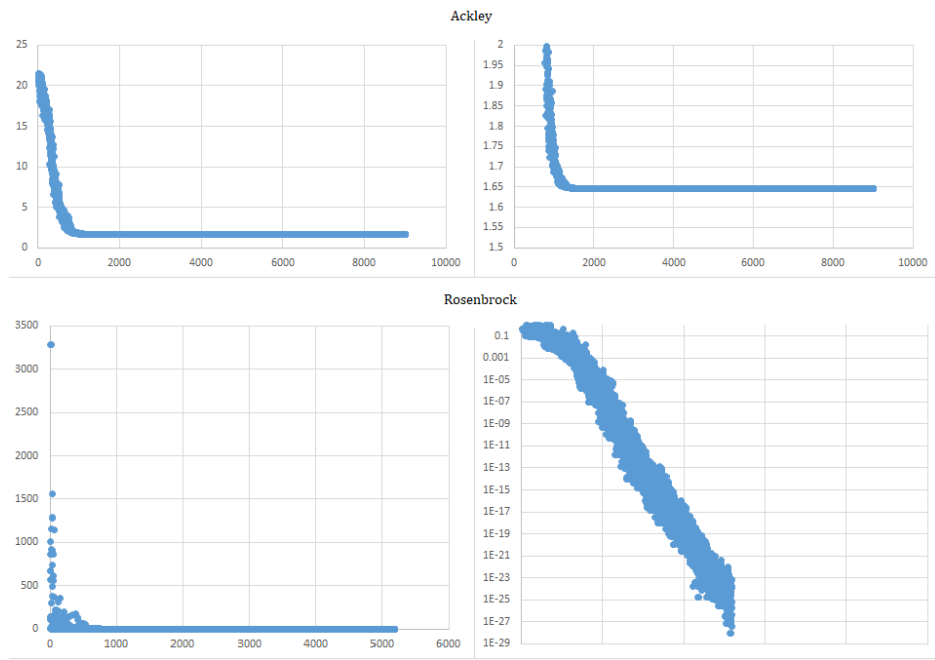 Ackley
25
20
15
10
5
0
0 2000 4000 6000 8000 10000
2
1.95
1.9
1.85
1.8
1.75
1.7
1.65
1.6
1.55
1.5
0 2000 4000 6000 8000 10000
Rosenbrock
3500
3000
2500
2000
1500
1000
500
0
0 1000 2000 3000 4000 5000 6000
0.1
0.001
1E-05
1E-07
1E-09
1E-11
1E-13
1E-15
1E-17
1E-19
1E-21
1E-23
1E-25
1E-27
1E-29